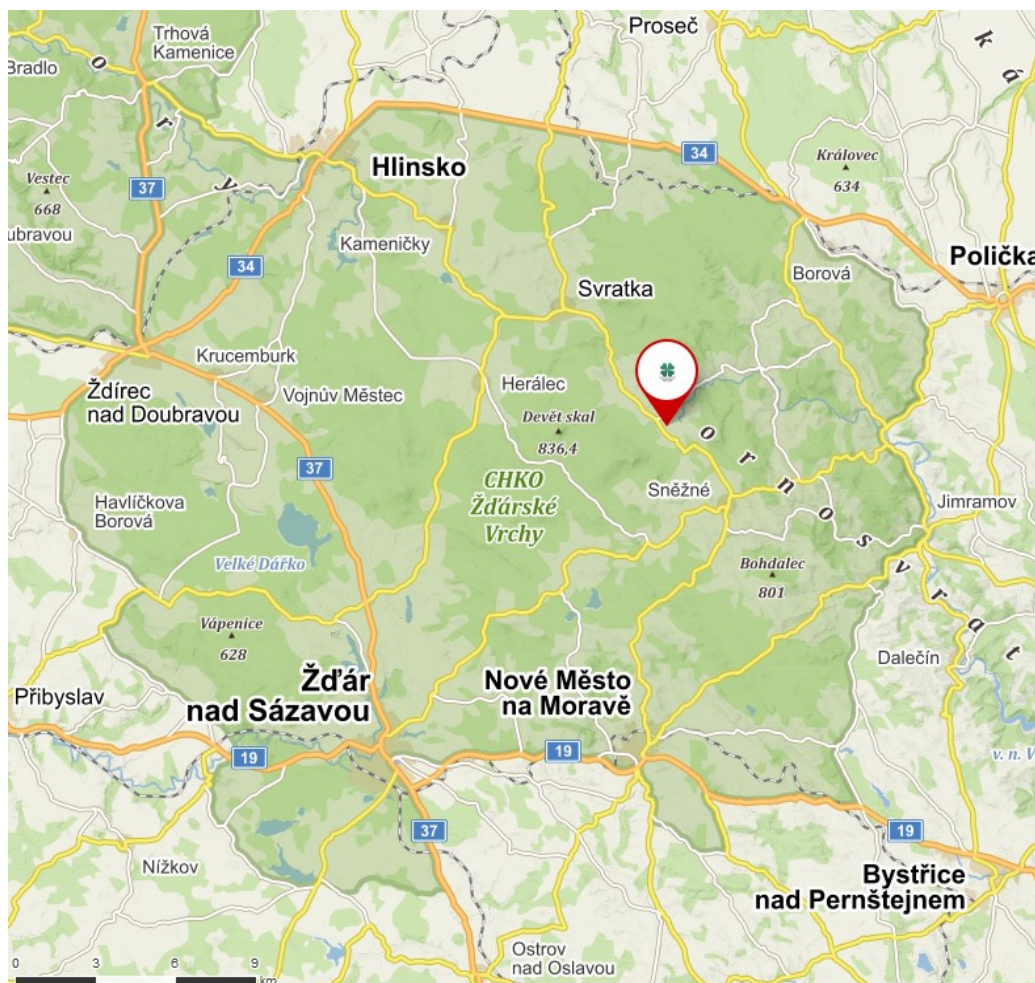 Trhová
Kamenice
Proseč
Bradlo
k
á
o
r
y
34
Hlinsko
Královec
634
Vestec
668
37
ubravou
Kameničky
34
Polička
Borová
Svratka
Krucemburk
Ždírec
nad Doubravou
Vojnův Městec
Herálec
Devět skal
836,4
o
r
n
o
s
v
r
a
t
37
CHKO
Žďárské
Vrchy
Sněžné
Havlíčkova
Borová
Jimramov
Velké Dářko
Bohdalec
801
Vápenice
628
Dalečín
Žďár
nad Sázavou
Nové Město
na Moravě
Přibyslav
19
19
v. n. V
37
19
Nížkov
Bystřice
nad Pernštejnem
Ostrov
nad Oslavou
0 3 6 9
km